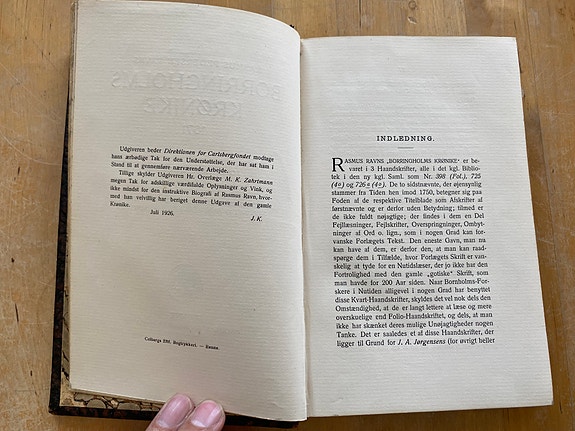 Udgiveren beder Direktionen for Carlsbergfondet modtage
hans ærbødige Tak for den Understøttelse, der har sat ham i
Stand til at gennemføre nærværende Arbejde.
Tillige skylder Udgiveren Hr. Overlæge M. K. Zahrtmann
megen Tak for adskillige værdifulde Oplysninger og Vink, og
ikke mindst for den instruktive Biografi af Rasmus Ravn, hvor-
med han velvillig har beriget denne Udgave af den gamle
Krønike.
Juli 1926.
J. K.
Colbergs Eftf. Bogtrykkeri. — Rønne.
INDLEDNING.
RASMUS RAVNS „BORRINGHOLMS KRØNIKE“ er be-
varet i 3 Haandskrifter, alle i det kgl. Biblio-
tek i den ny kgl. Saml. som Nr. 398 (Fol.), 725
(4o) og 726a (4o). De to sidstnævnte, der øjensynlig
stammer fra Tiden hen imod 1750, betegner sig paa
Foden af de respektive Titelblade som Afskrifter af
førstnævnte og er derfor uden Betydning; tilmed er
de ikke fuldt nøjagtige; der findes i dem en Del
Fejllæsninger, Fejlskrifter, Overspringninger, Ombyt-
ninger af Ord o. lign., som i nogen Grad kan for-
vanske Forlægets Tekst. Den eneste Gavn, man nu
kan have af dem, er derfor den, at man kan raad-
spørge dem i Tilfælde, hvor Forlægets Skrift er van-
skelig at tyde for en Nutidslæser, der jo ikke har den
Fortrolighed med den gamle „gotiske“ Skrift, som
man havde for 200 Aar siden. Naar Bornholms-For-
skere i Nutiden alligevel i nogen Grad har benyttet
disse Kvart-Haandskrifter, skyldes det vel nok dels den
Omstændighed, at de er langt lettere at læse og mere
overskuelige end Folio-Haandskriftet, og dels, at man
ikke har skænket deres mulige Unøjagtigheder nogen
Tanke. Det er saaledes et af disse Haandskrifter, der
ligger til Grund for J. A. Jørgensens (for øvrigt heller